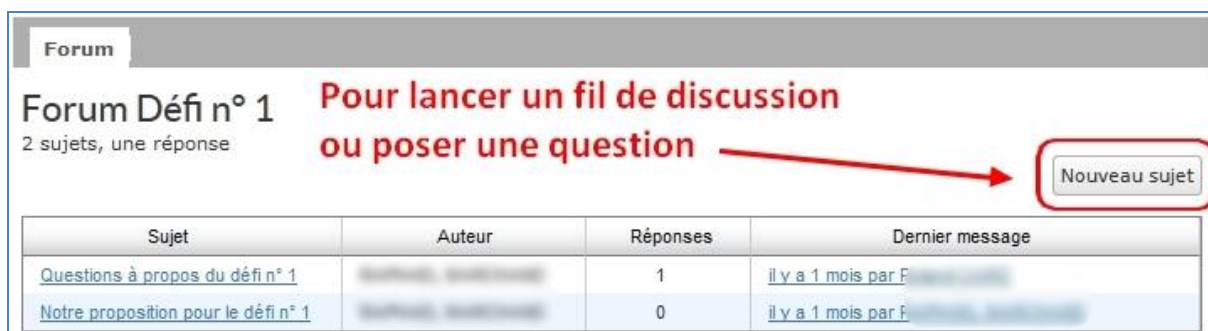 Forum
Forum Défi n° 1
2 sujets, une réponse
Pour lancer un fil de discussion
ou poser une question
Nouveau sujet
Sujet Auteur Réponses Dernier message
Questions à propos du défi n° 1 1 il y a 1 mois par
Notre proposition pour le défi n° 1 0 il y a 1 mois par